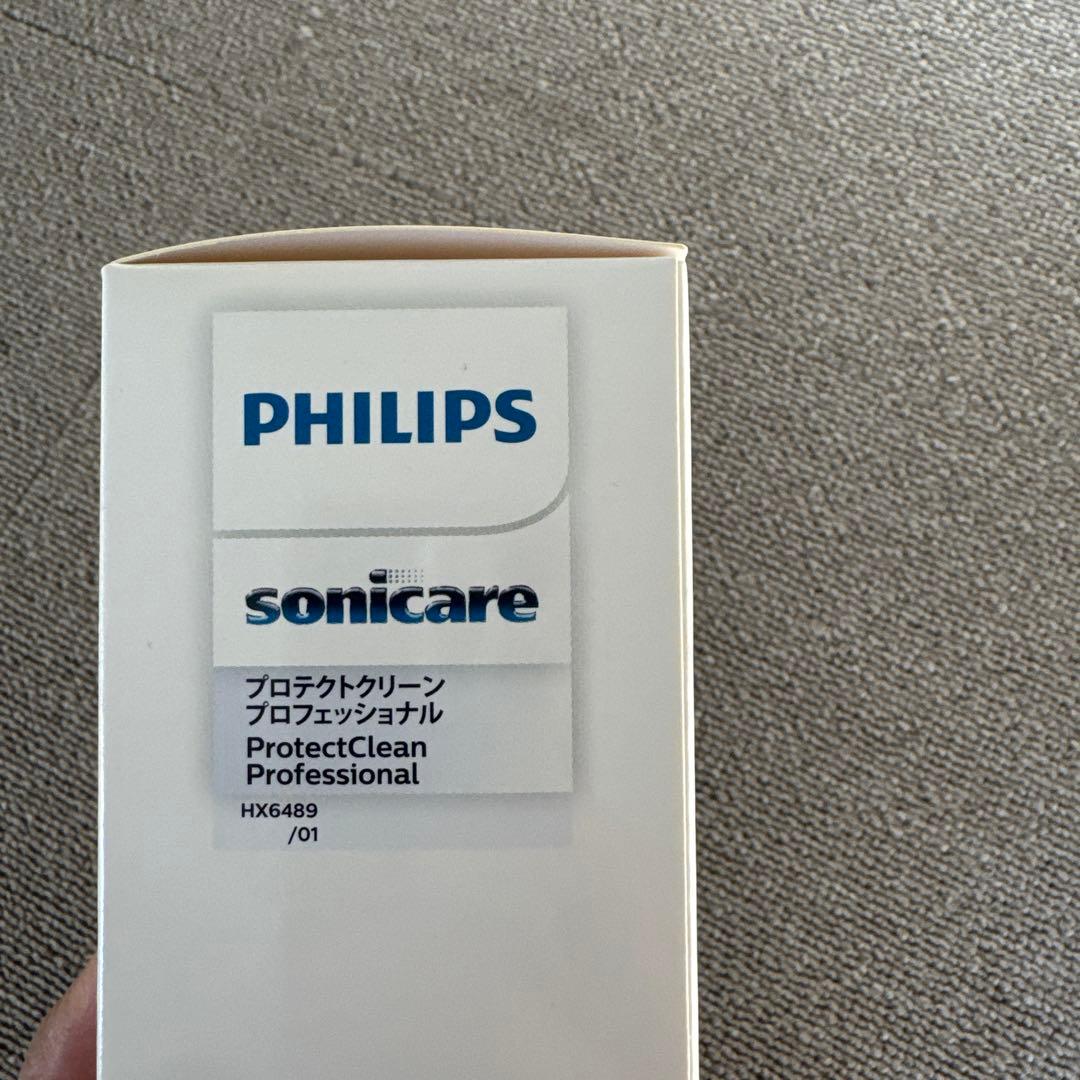 PHILIPS
sonicare
プロテクトクリーン
プロフェッショナル
ProtectClean
Professional
HX6489
/01